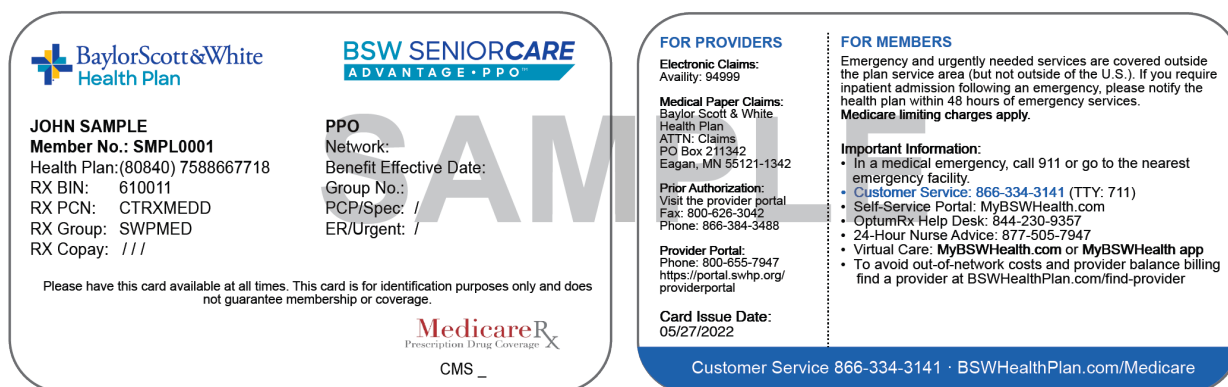 BaylorScott&White
Health Plan
BSW SENIORCARE
ADVANTAGE • PPO™
JOHN SAMPLE
Member No.: SMPL0001
Health Plan:(80840) 7588667718
RX BIN: 610011
RX PCN: CTRXMEDD
RX Group: SWPMED
RX Copay: / / /
PPO
Network:
Benefit Effective Date:
Group No.:
PCP/Spec: /
ER/Urgent: /
Please have this card available at all times. This card is for identification purposes only and does
not guarantee membership or coverage.
MedicareRx
Prescription Drug Coverage
CMS _
SAMPLE
FOR PROVIDERS
Electronic Claims:
Availity: 94999
Medical Paper Claims:
Baylor Scott & White
Health Plan
ATTN: Claims
PO Box 211342
Eagan, MN 55121-1342
Prior Authorization:
Visit the provider portal
Fax: 800-626-3042
Phone: 866-384-3488
Provider Portal:
Phone: 800-655-7947
https://portal.swhp.org/
providerportal
Card Issue Date:
05/27/2022
FOR MEMBERS
Emergency and urgently needed services are covered outside
the plan service area (but not outside of the U.S.). If you require
inpatient admission following an emergency, please notify the
health plan within 48 hours of emergency services.
Medicare limiting charges apply.
Important Information:
• In a medical emergency, call 911 or go to the nearest
emergency facility.
• Customer Service: 866-334-3141 (TTY: 711)
• Self-Service Portal: MyBSWHealth.com
• OptumRx Help Desk: 844-230-9357
• 24-Hour Nurse Advice: 877-505-7947
• Virtual Care: MyBSWHealth.com or MyBSWHealth app
• To avoid out-of-network costs and provider balance billing
find a provider at BSWHealthPlan.com/find-provider
Customer Service 866-334-3141 · BSWHealthPlan.com/Medicare